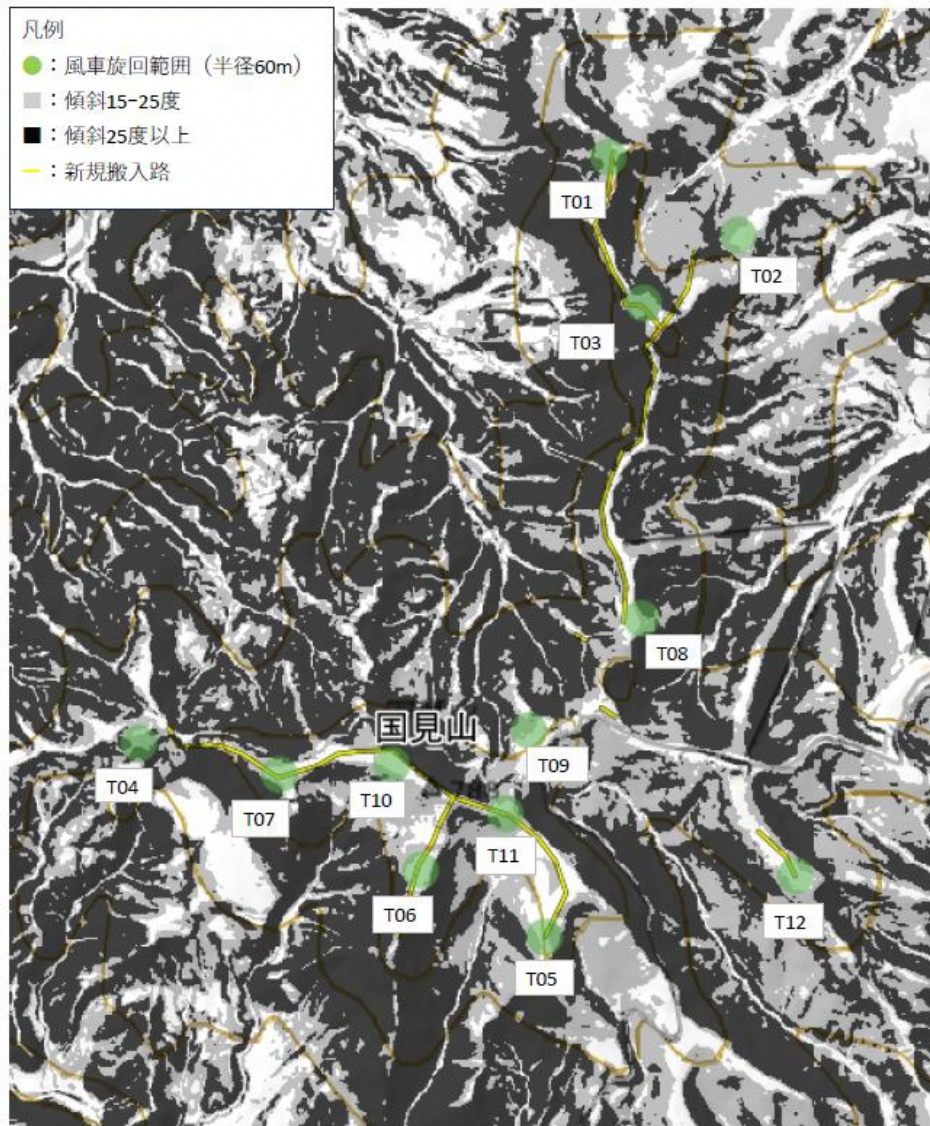 凡例
:風車旋回範囲(半径60m)
:傾斜15-25度
:傾斜25度以上
:新規搬入路
T01
T02
T03
T08
国見山
T09
T04
T10
T07
T11
T06
T12
T05